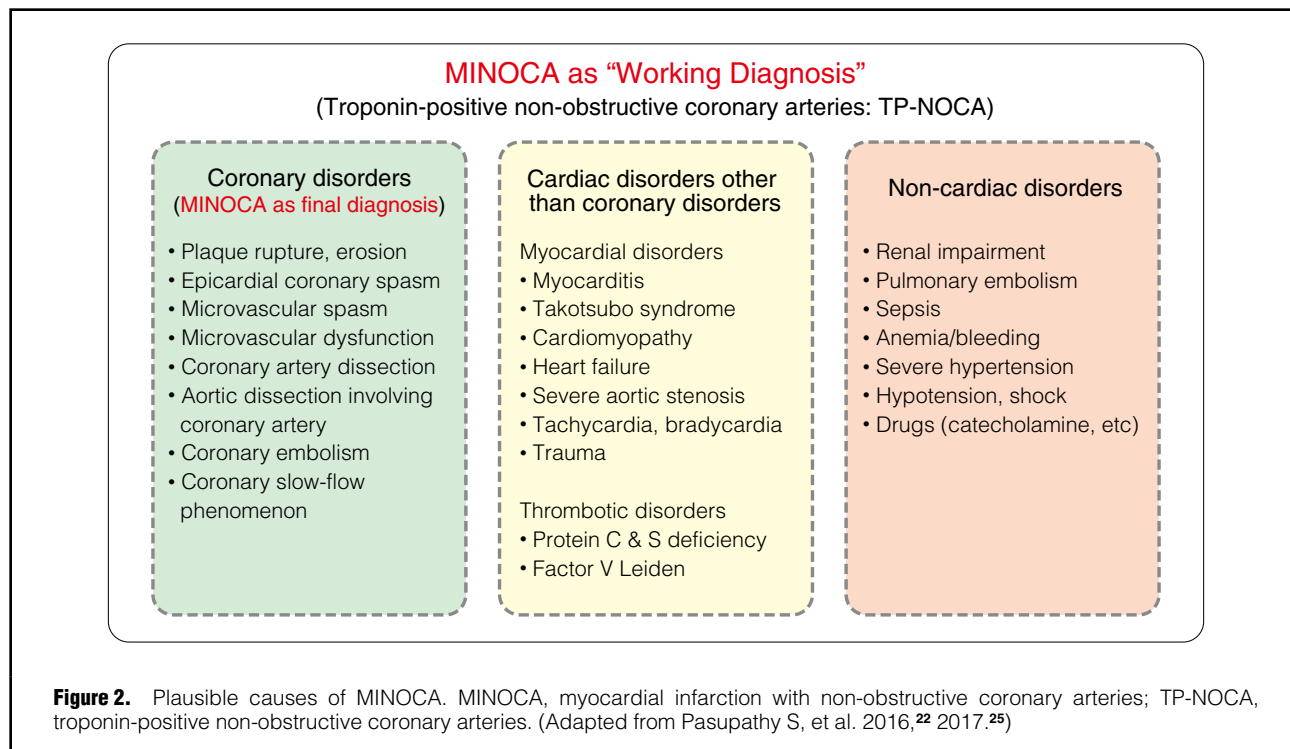 MINOCA as “Working Diagnosis”
(Troponin-positive non-obstructive coronary arteries: TP-NOCA)
Coronary disorders
(MINOCA as final diagnosis)
• Plaque rupture, erosion
• Epicardial coronary spasm
• Microvascular spasm
• Microvascular dysfunction
• Coronary artery dissection
• Aortic dissection involving
coronary artery
• Coronary embolism
• Coronary slow-flow
phenomenon
Cardiac disorders other
than coronary disorders
Myocardial disorders
• Myocarditis
• Takotsubo syndrome
• Cardiomyopathy
• Heart failure
• Severe aortic stenosis
• Tachycardia, bradycardia
• Trauma
Thrombotic disorders
• Protein C & S deficiency
• Factor V Leiden
Non-cardiac disorders
• Renal impairment
• Pulmonary embolism
• Sepsis
• Anemia/bleeding
• Severe hypertension
• Hypotension, shock
• Drugs (catecholamine, etc)
Figure 2. Plausible causes of MINOCA. MINOCA, myocardial infarction with non-obstructive coronary arteries; TP-NOCA,
troponin-positive non-obstructive coronary arteries. (Adapted from Pasupathy S, et al. 2016,22 2017.25)